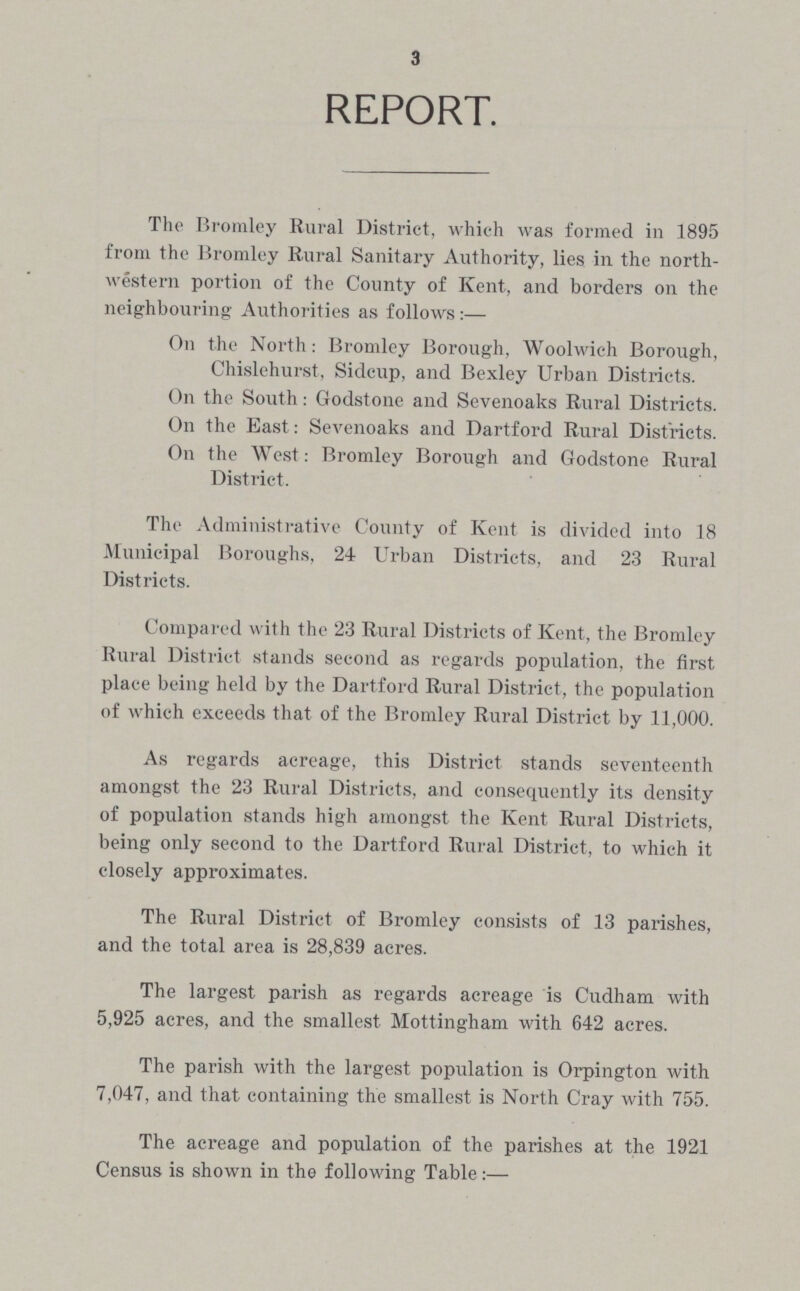 3
REPORT.
The Bromley Rural District, which was formed in 1895
from the Bromley Rural Sanitary Authority, lies in the north-
western portion of the County of Kent, and borders on the
neighbouring Authorities as follows:—
On the North: Bromley Borough, Woolwich Borough,
Chislehurst, Sidcup, and Bexley Urban Districts.
On the South: Godstone and Sevenoaks Rural Districts.
On the East: Sevenoaks and Dartford Rural Districts.
On the West: Bromley Borough and Godstone Rural
District.
The Administrative County of Kent is divided into 18
Municipal Boroughs, 24 Urban Districts, and 23 Rural
Districts.
Compared with the 23 Rural Districts of Kent, the Bromley
Rural District stands second as regards population, the first
place being held by the Dartford Rural District, the population
of which exceeds that of the Bromley Rural District by 11,000.
As regards acreage, this District stands seventeenth
amongst the 23 Rural Districts, and consequently its density
of population stands high amongst the Kent Rural Districts,
being only second to the Dartford Rural District, to which it
closely approximates.
The Rural District of Bromley consists of 13 parishes,
and the total area is 28,839 acres.
The largest parish as regards acreage is Cudham with
5,925 acres, and the smallest Mottingham with 642 acres.
The parish with the largest population is Orpington with
7,047, and that containing the smallest is North Cray with 755.
The acreage and population of the parishes at the 1921
Census is shown in the following Table:—